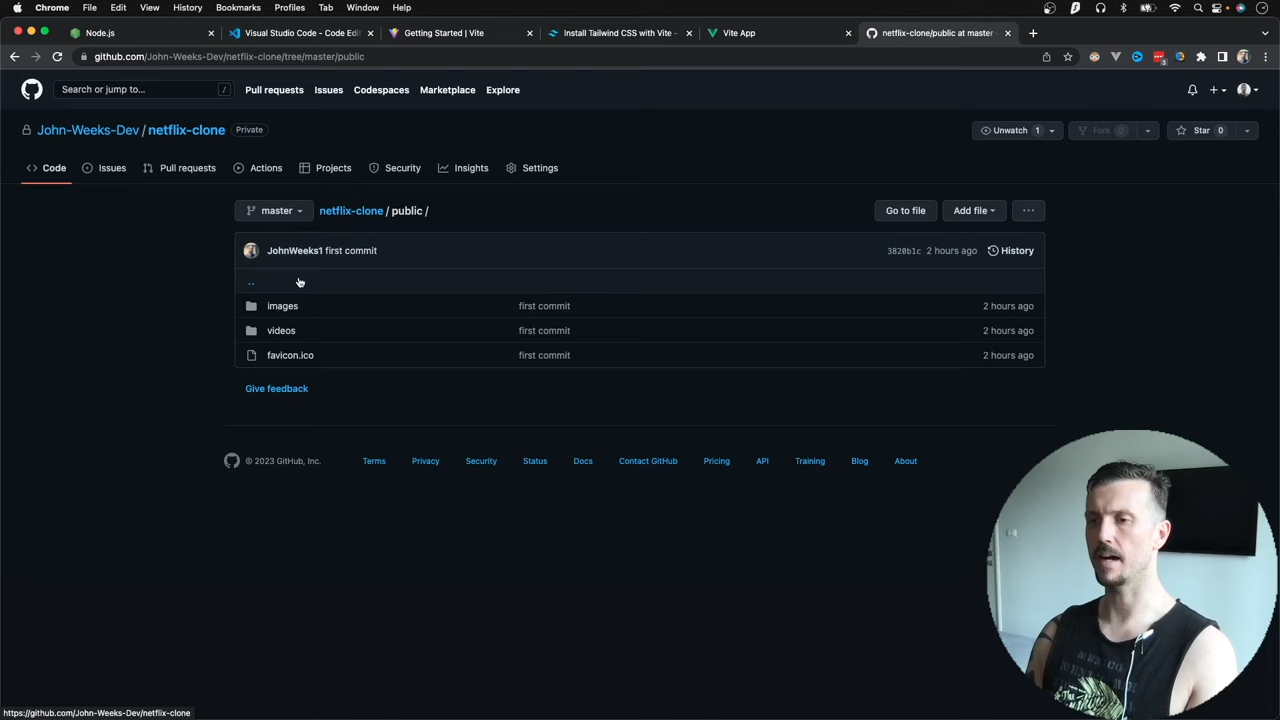 Chrome File Edit View History Bookmarks Profiles Tab Window Help
Node.js
Visual Studio Code - Code Edit
Getting Started | Vite
Install Tailwind CSS with Vite -
Vite App
netflix-clone/public at master
github.com/John-Weeks-Dev/netflix-clone/tree/master/public
3
Search or jump to... /
Pull requests Issues Codespaces Marketplace Explore
John-Weeks-Dev / netflix-clone Private
Unwatch 1 Fork 0 Star 0
Code Issues Pull requests Actions Projects Security Insights Settings
master netflix-clone / public /
Go to file Add file ...
JohnWeeks1 first commit 3820b1c 2 hours ago History
..
images first commit 2 hours ago
videos first commit 2 hours ago
favicon.ico first commit 2 hours ago
Give feedback
© 2023 GitHub, Inc. Terms Privacy Security Status Docs Contact GitHub Pricing API Training Blog About
https://github.com/John-Weeks-Dev/netflix-clone